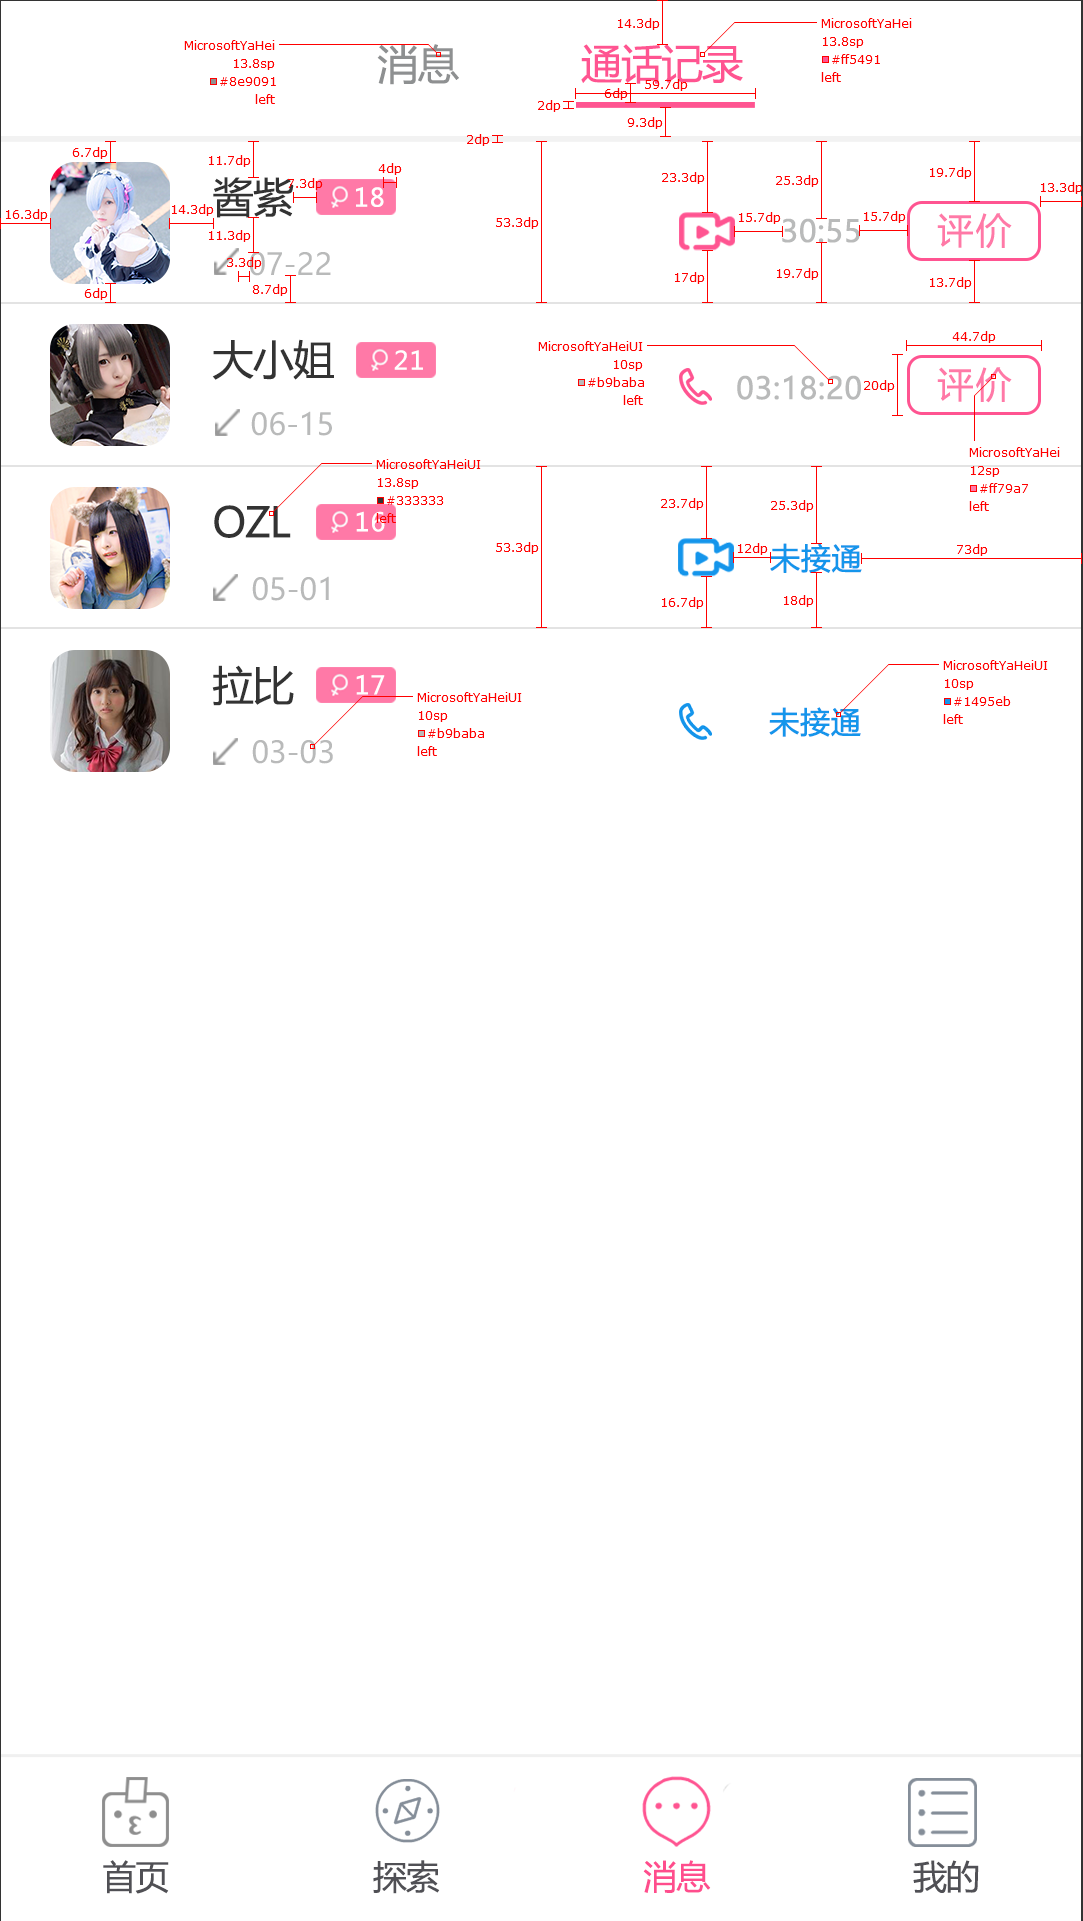 14.3dp
MicrosoftYaHei
13.8sp
#8e9091
left
消息
通话记录
MicrosoftYaHei
13.8sp
#ff5491
left
59.7dp
6dp
2dp
9.3dp
2dp
6.7dp
11.7dp
4dp
酱紫
7.3dp
18
16.3dp
14.3dp
11.3dp
3.3dp
07-22
8.7dp
6dp
53.3dp
23.3dp
15.7dp
17dp
25.3dp
30:55
19.7dp
15.7dp
19.7dp
13.3dp
评价
13.7dp
大小姐
21
06-15
MicrosoftYaHeiUI
10sp
#b9baba
left
03:18:20
44.7dp
20dp
评价
MicrosoftYaHei
12sp
#ff79a7
left
MicrosoftYaHeiUI
13.8sp
#333333
left
OZL
16
05-01
53.3dp
23.7dp
12dp
16.7dp
25.3dp
未接通
18dp
73dp
拉比
17
03-03
MicrosoftYaHeiUI
10sp
#b9baba
left
未接通
MicrosoftYaHeiUI
10sp
#1495eb
left
首页
探索
消息
我的